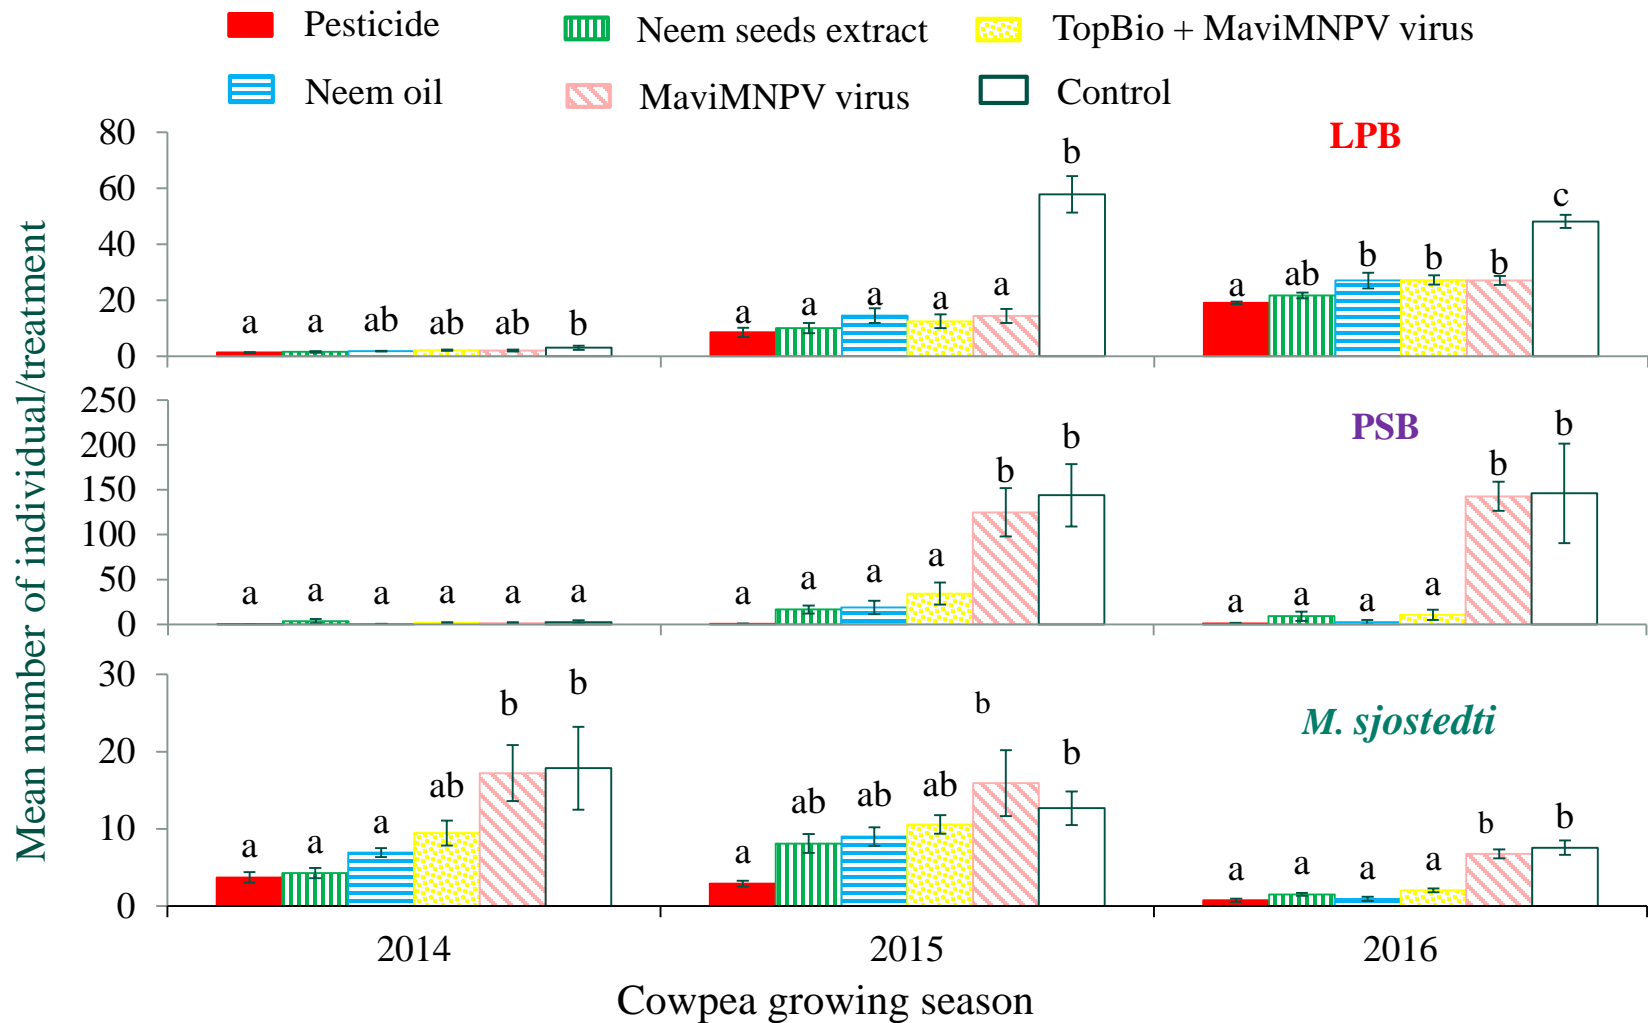 Pesticide Neem seeds extract TopBio + MaviMNPV virus
Neem oil MaviMNPV virus Control
Mean number of individual/treatment
LPB
80
60
40
20
0
a a ab ab ab b
a a a a a b
a ab b b b c
PSB
250
200
150
100
50
0
a a a a a a
a a a a b b
a a a a b b
M. sjostedti
30
20
10
0
a a a ab b b
a ab ab ab b b
a a a a b b
2014 2015 2016
Cowpea growing season